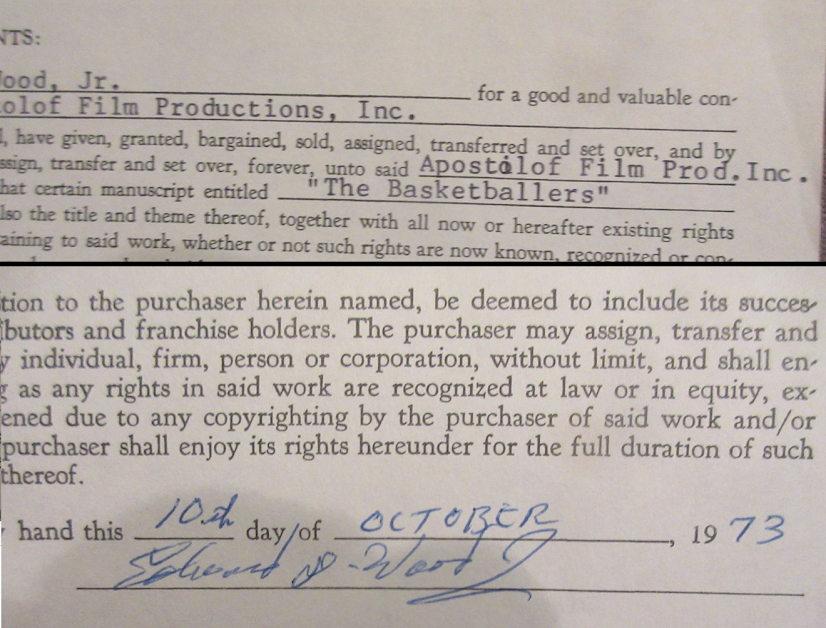 NTS:
ood, Jr. for a good and valuable con-
olof Film Productions, Inc.
, have given, granted, bargained, sold, assigned, transferred and set over, and by
ssign, transfer and set over, forever, unto said Apostolof Film Prod. Inc.
hat certain manuscript entitled "The Basketballers"
lso the title and theme thereof, together with all now or hereafter existing rights
aining to said work, whether or not such rights are now known, recognized or con-
tion to the purchaser herein named, be deemed to include its succes-
ibutors and franchise holders. The purchaser may assign, transfer and
y individual, firm, person or corporation, without limit, and shall en-
g as any rights in said work are recognized at law or in equity, ex-
ened due to any copyrighting by the purchaser of said work and/or
purchaser shall enjoy its rights hereunder for the full duration of such
thereof.
hand this 10th day of OCTOBER, 1973
Edward D. Wood Jr